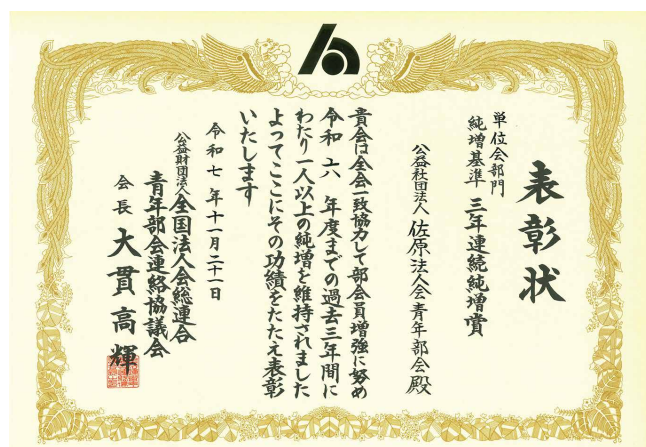 表彰状
単位会部門
純増基準 三年連続純増賞
公益社団法人 佐原法人会青年部会殿
貴会は全会一致協力して部会員増強に努め
令和 六 年度までの過去三年間に
わたり一人以上の純増を維持されました
よってここにその功績をたたえ表彰
いたします
令和七年十一月二十一日
公益財団法人全国法人会総連合
青年部会連絡協議会
会長 大貫高輝